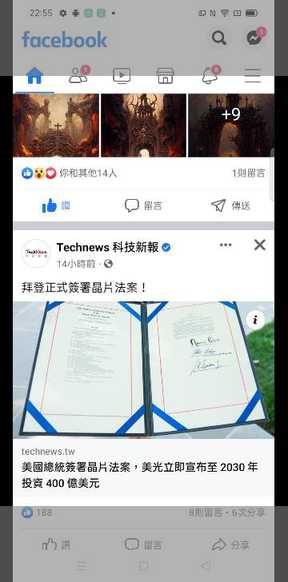 22:55
facebook
+9
你和其他14人
1則留言
讚
留言
傳送
Technews 科技新報
14小時前
拜登正式簽署晶片法案！
technews.tw
美國總統簽署晶片法案，美光立即宣布至 2030 年
投資 400 億美元
188
8則留言・6次分享
讚
留言
分享